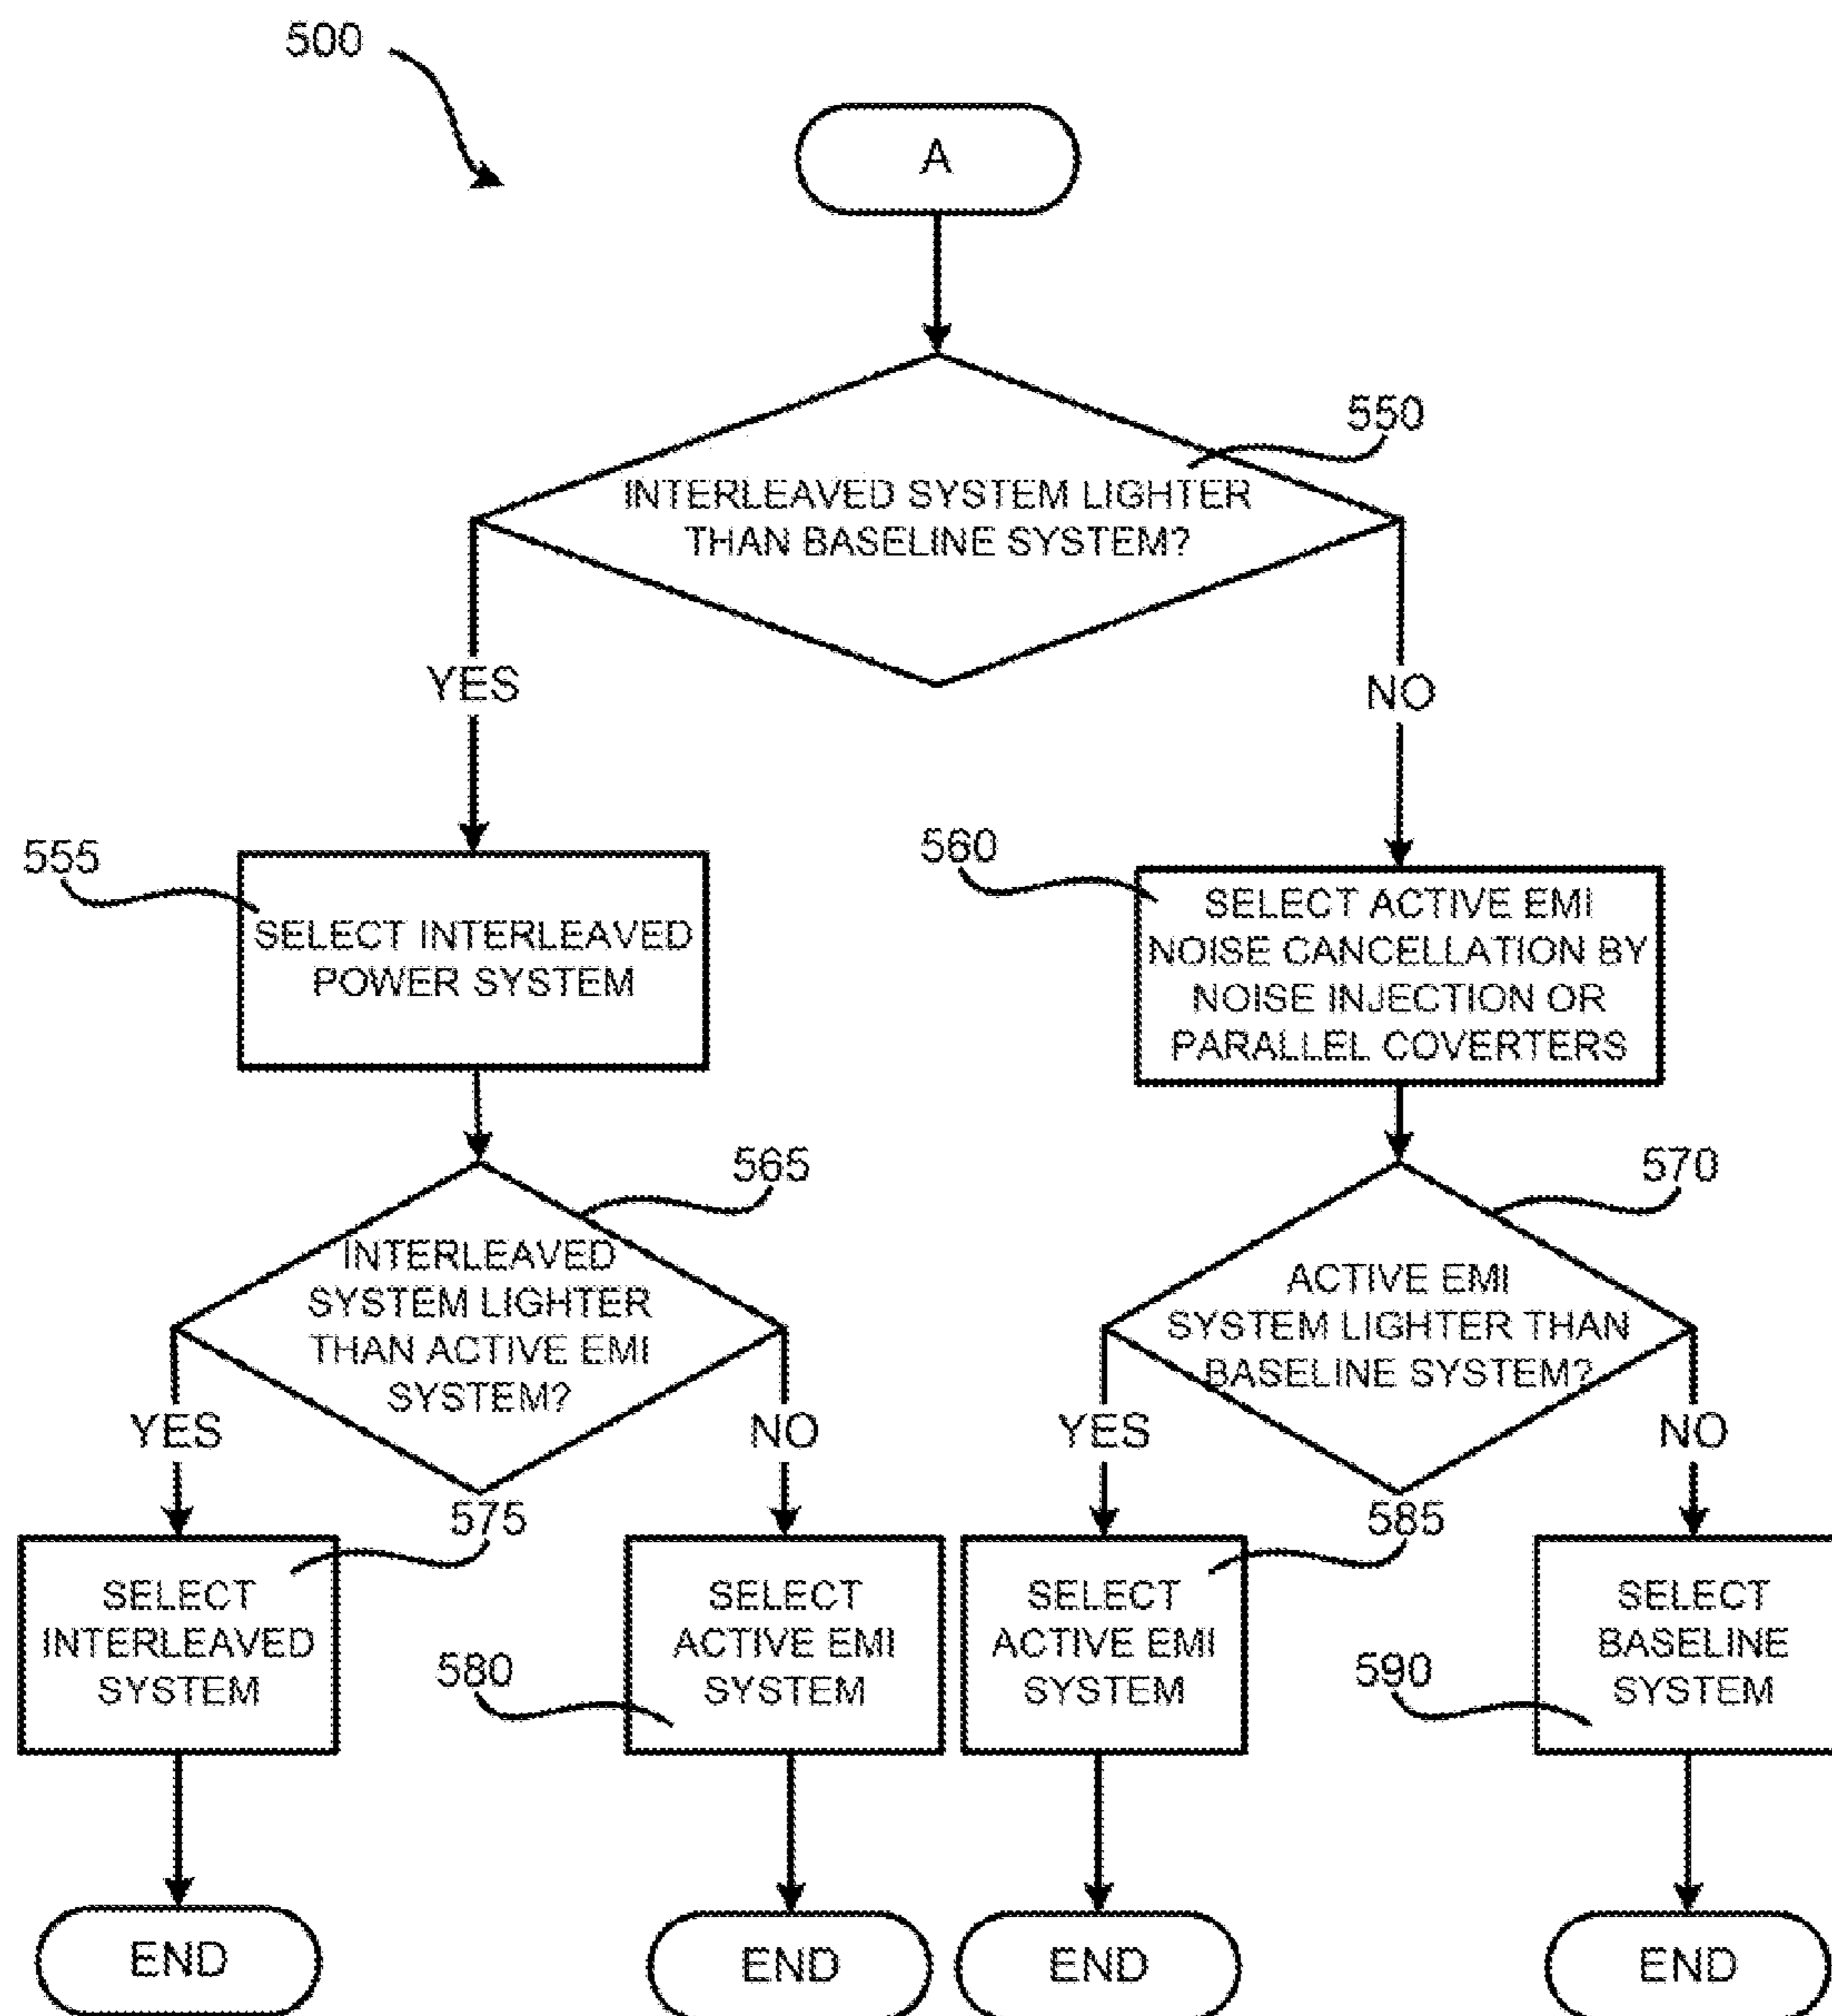 500
A
550
INTERLEAVED SYSTEM LIGHTER
THAN BASELINE SYSTEM?
YES
NO
555
SELECT INTERLEAVED
POWER SYSTEM
560
SELECT ACTIVE EMI
NOISE CANCELLATION BY
NOISE INJECTION OR
PARALLEL COVERTERS
565
INTERLEAVED
SYSTEM LIGHTER
THAN ACTIVE EMI
SYSTEM?
570
ACTIVE EMI
SYSTEM LIGHTER THAN
BASELINE SYSTEM?
YES
NO
YES
NO
575
SELECT
INTERLEAVED
SYSTEM
580
SELECT
ACTIVE EMI
SYSTEM
585
SELECT
ACTIVE EMI
SYSTEM
590
SELECT
BASELINE
SYSTEM
END
END
END
END